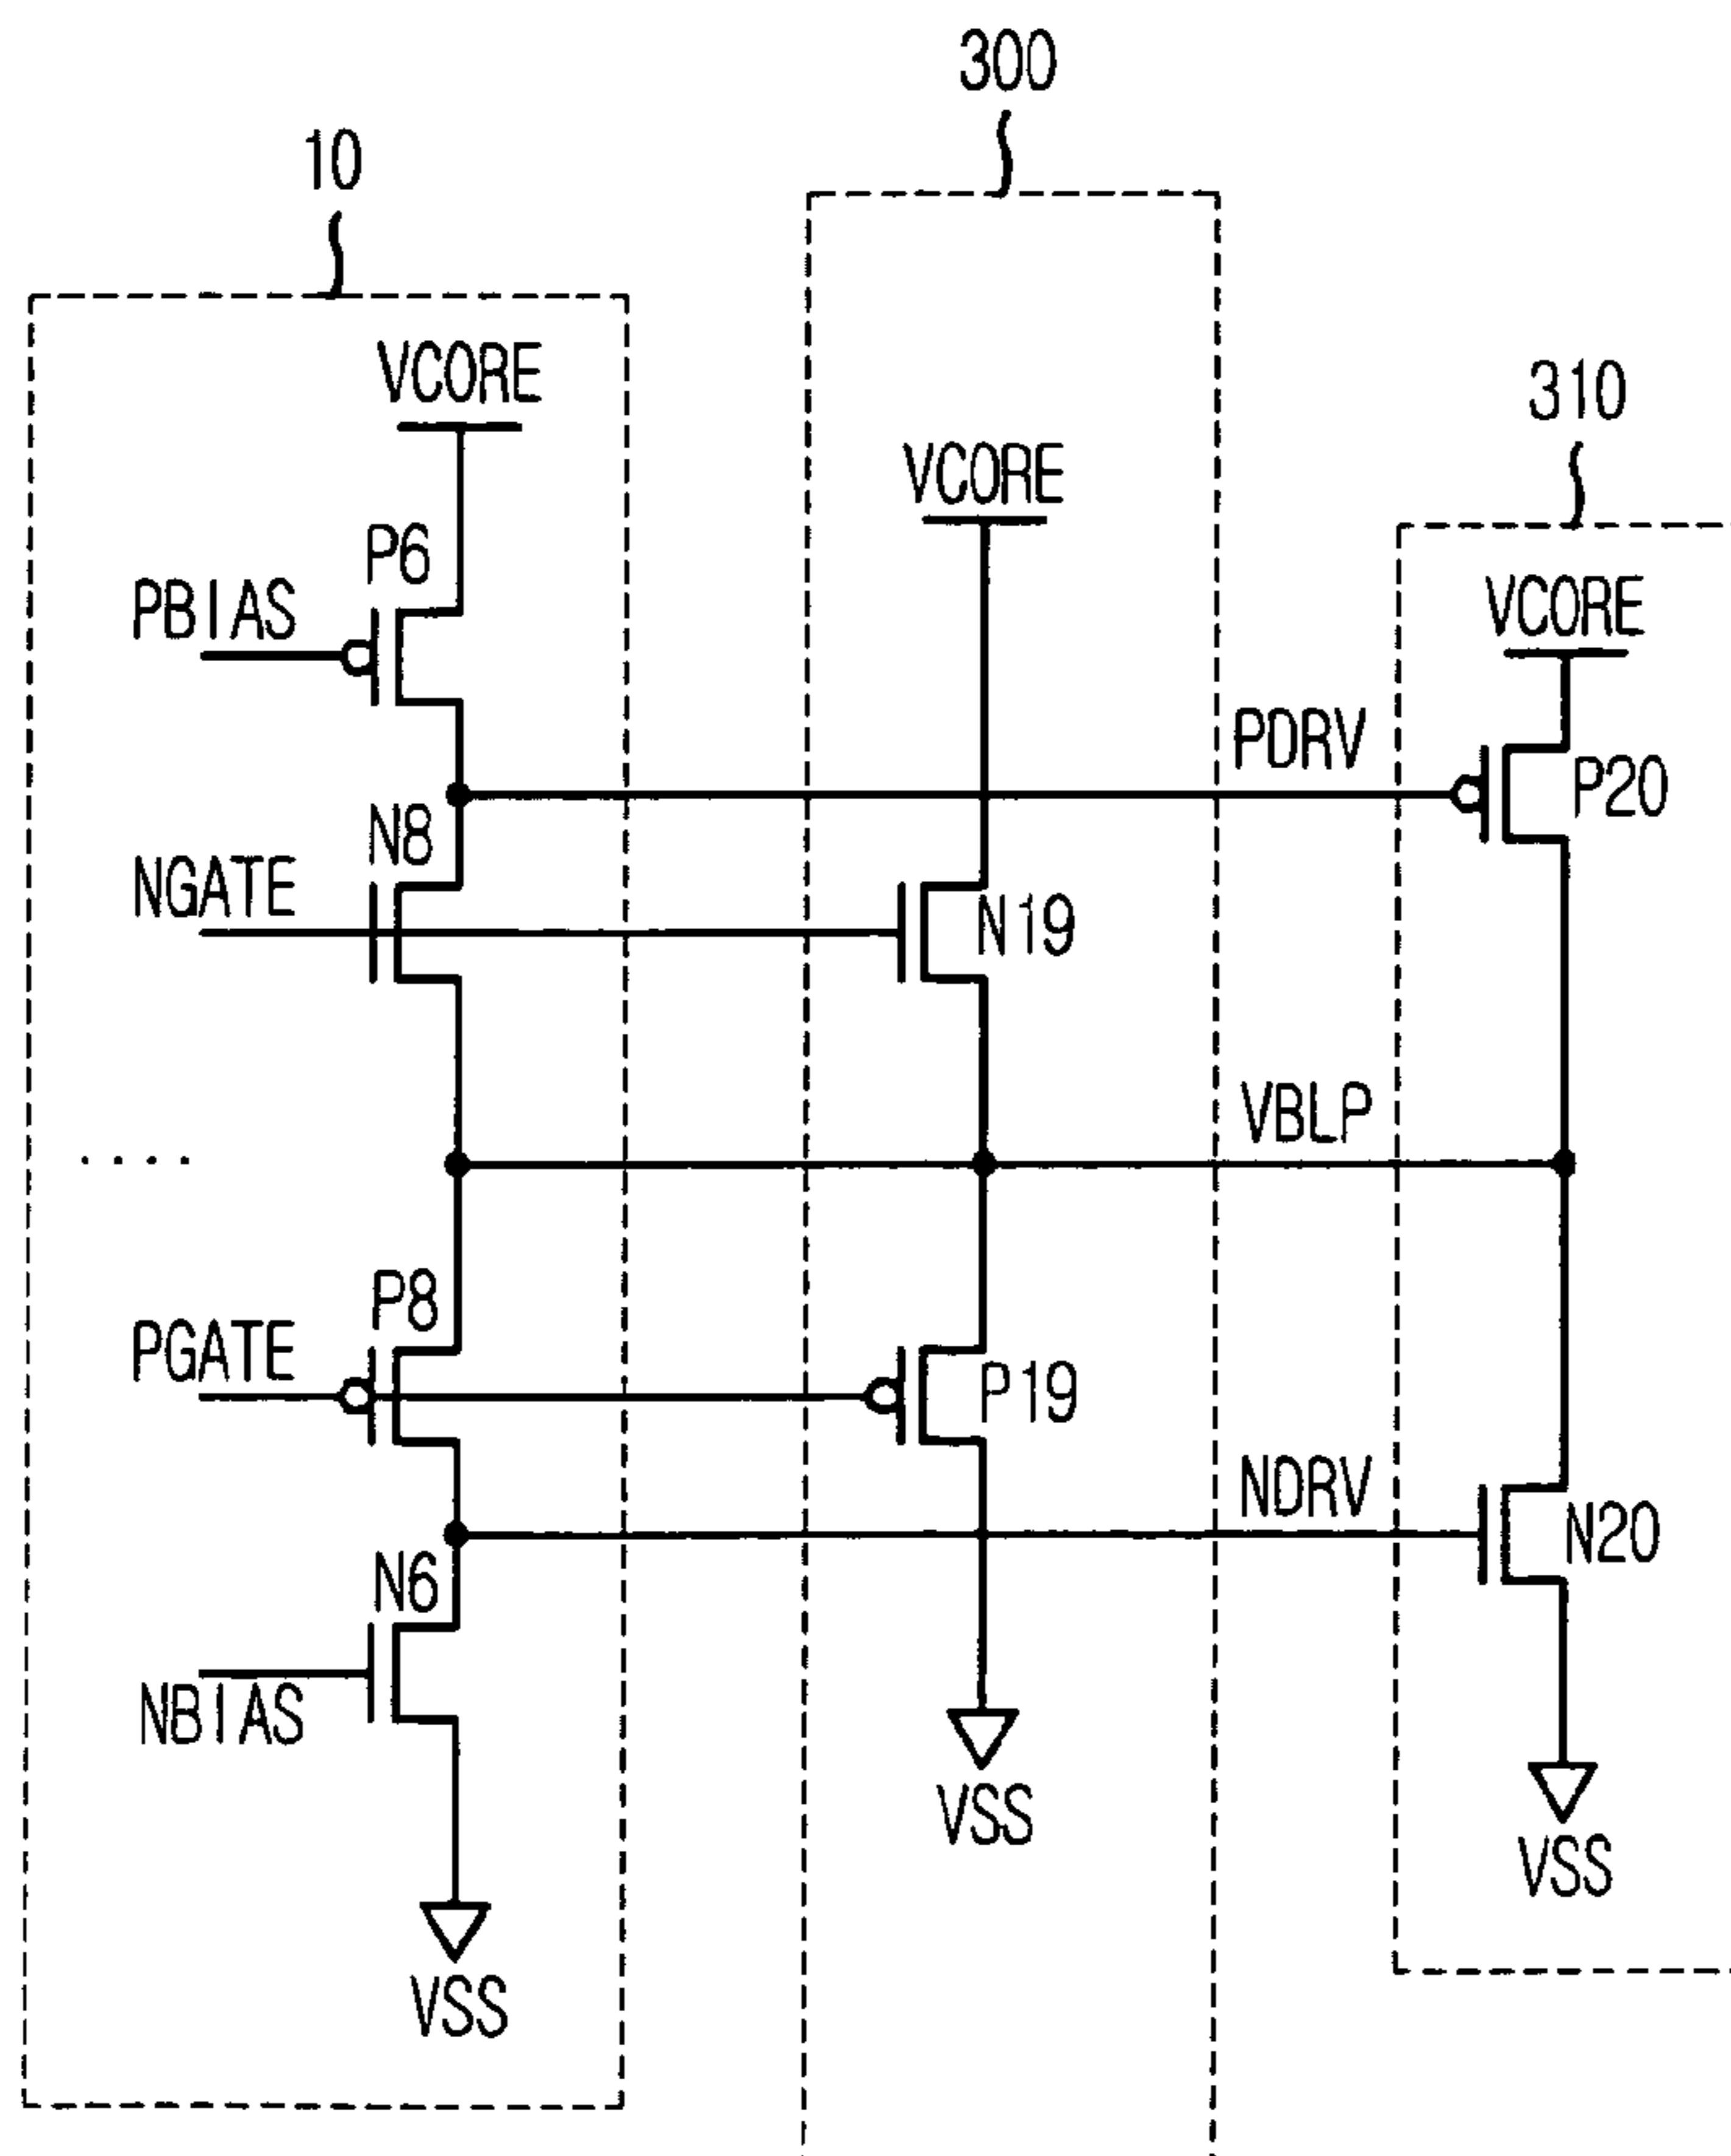 300
10
310
VCORE
VCORE
P6
PBIAS
VCORE
PDRV
P20
N8
NGATE
N19
VBLP
....
P8
PGATE
P19
NDRV
N20
N6
NBIAS
VSS
VSS
VSS